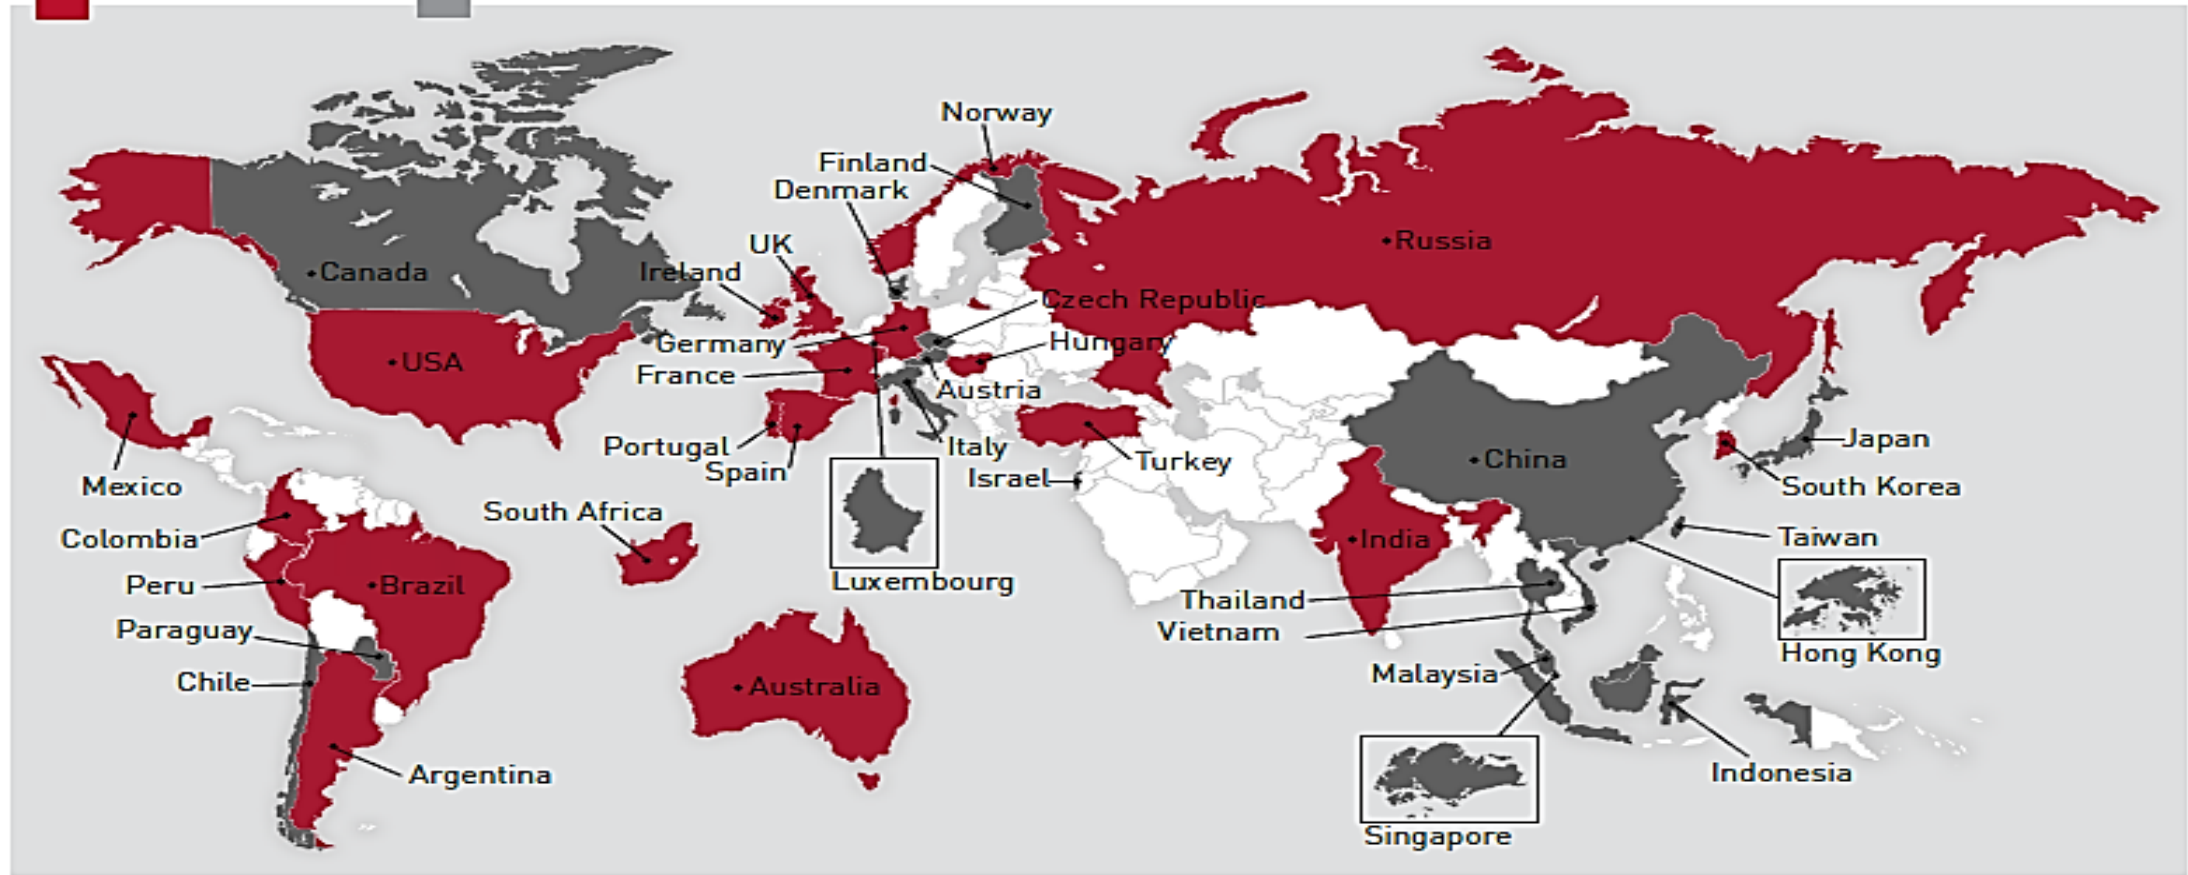 Norway
Finland
Denmark
UK
Ireland
Canada
Russia
Czech Republic
Germany
Hungary
USA
France
Austria
Portugal
Spain
Italy
Israel
Turkey
China
Japan
South Korea
Mexico
Colombia
South Africa
India
Taiwan
Peru
Brazil
Luxembourg
Thailand
Vietnam
Paraguay
Hong Kong
Malaysia
Chile
Australia
Argentina
Indonesia
Singapore